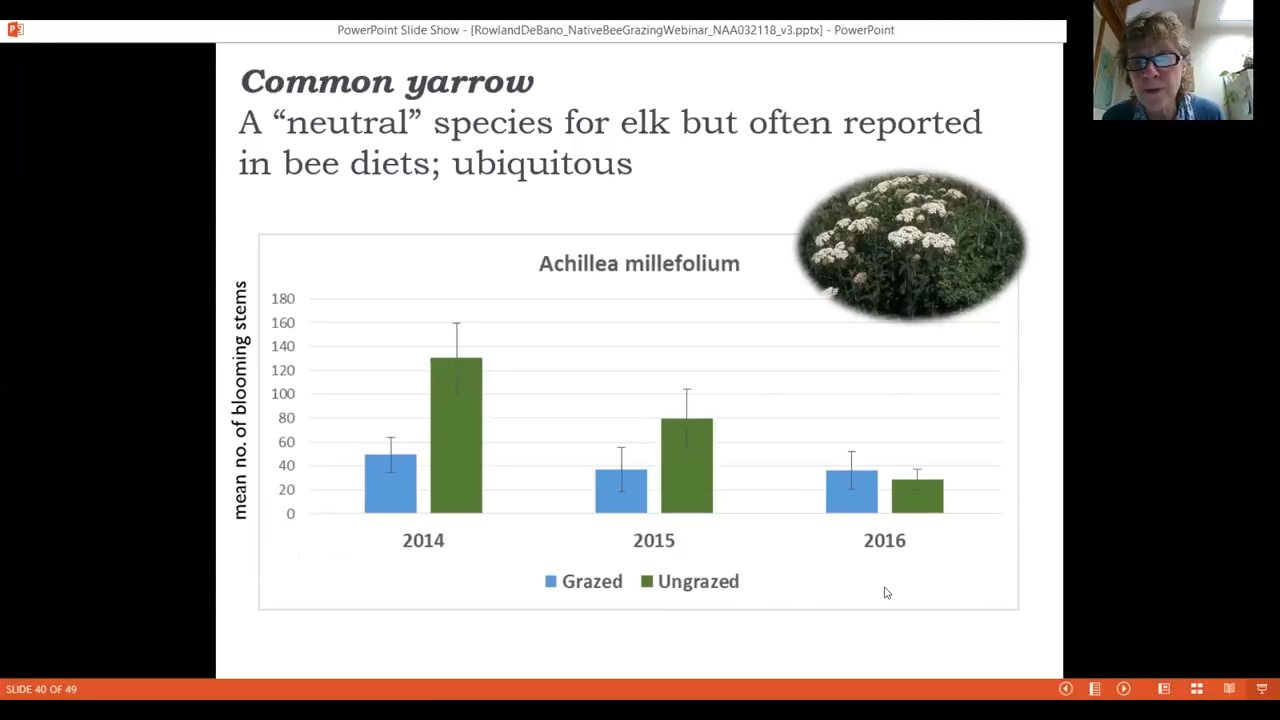 PowerPoint Slide Show - [RowlandDeBano_NativeBeeGrazingWebinar_NAA032118_v3.pptx] - PowerPoint
Common yarrow
A “neutral” species for elk but often reported
in bee diets; ubiquitous
Achillea millefolium
mean no. of blooming stems
180
160
140
120
100
80
60
40
20
0
2014 2015 2016
Grazed Ungrazed
SLIDE 40 OF 49